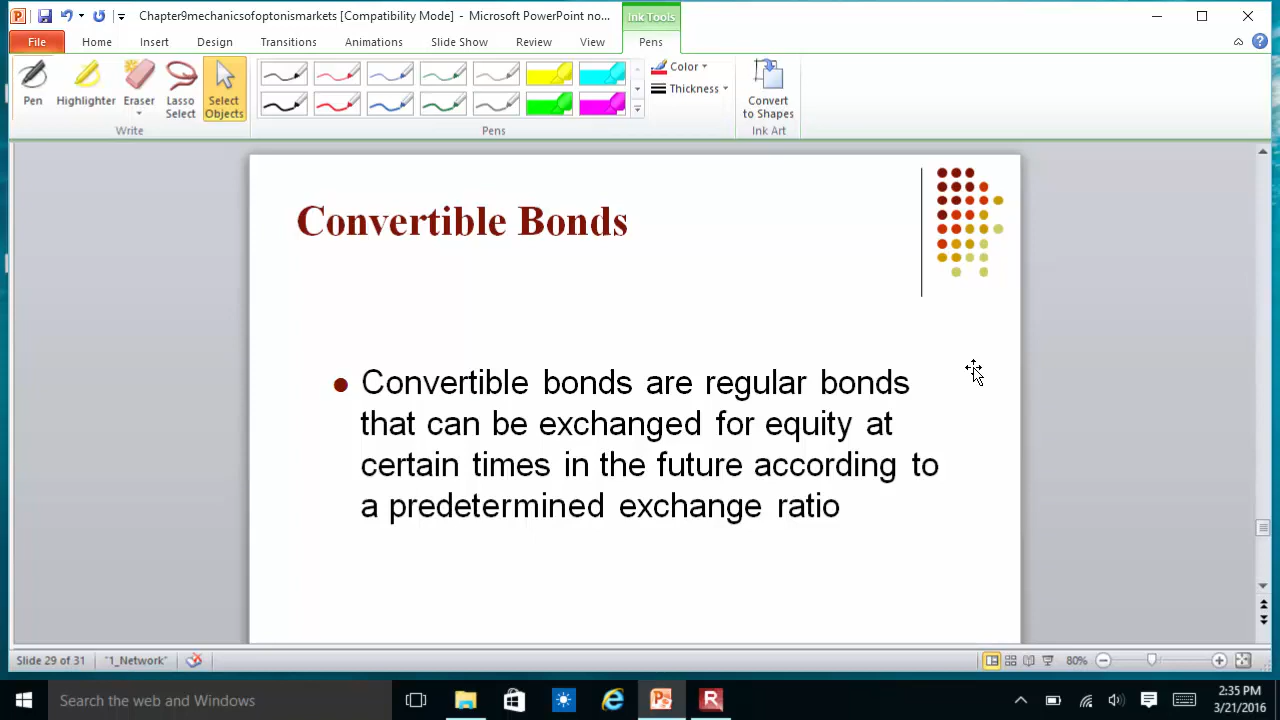 Chapter9mechanicsofoptonismarkets [Compatibility Mode] - Microsoft PowerPoint no...
Ink Tools
File Home Insert Design Transitions Animations Slide Show Review View Pens
Pen Highlighter Eraser Lasso Select Select Objects
Color
Thickness
Convert to Shapes
Write Pens Ink Art
Convertible Bonds
Convertible bonds are regular bonds
that can be exchanged for equity at
certain times in the future according to
a predetermined exchange ratio
Slide 29 of 31 "1_Network" 80%
Search the web and Windows
2:35 PM
3/21/2016